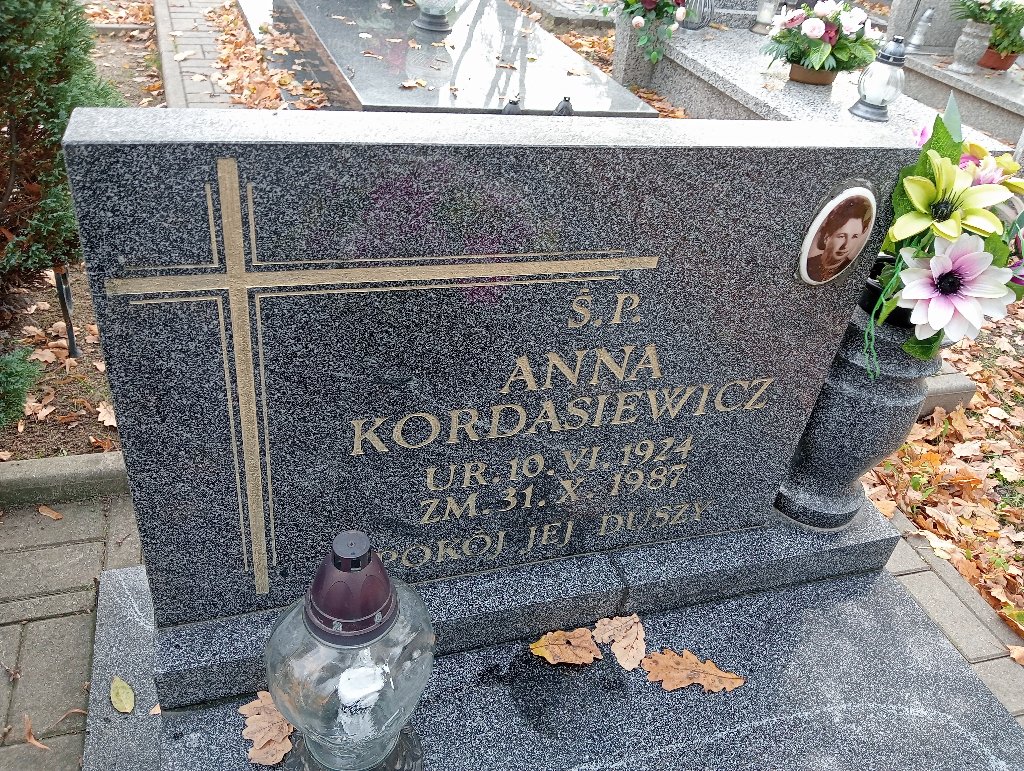 Ś.P.
ANNA
KORDASIEWICZ
UR. 10. VI. 1924
ZM. 31. X. 1987
POKÓJ JEJ DUSZY